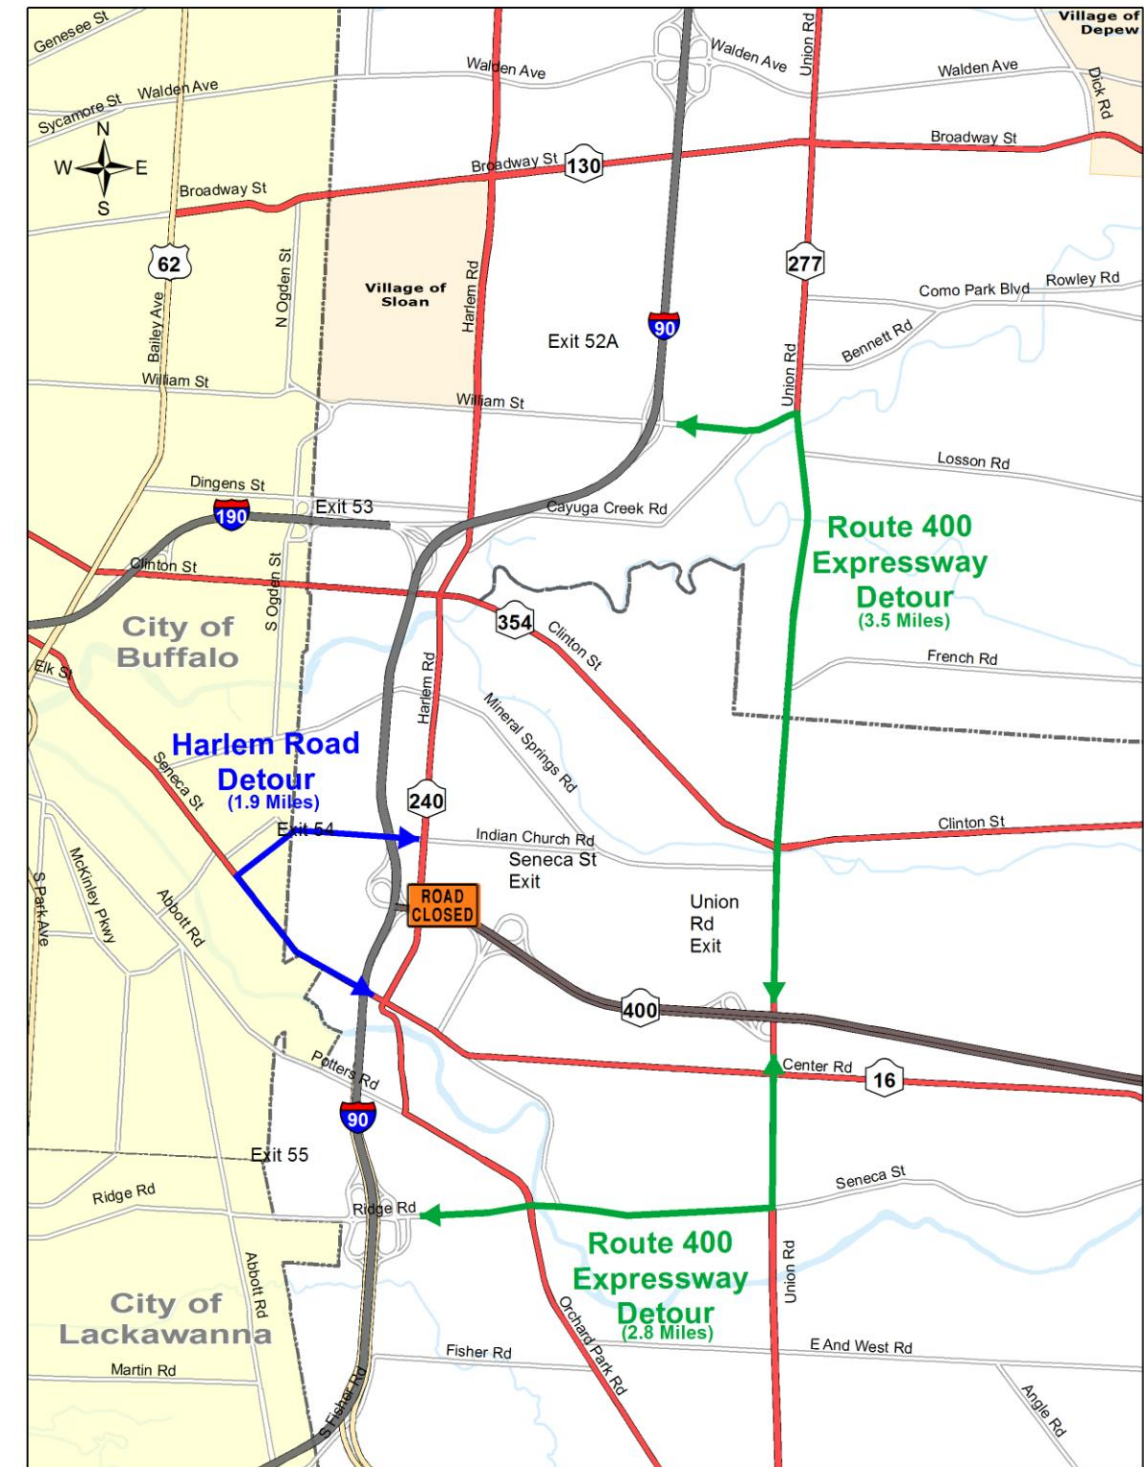 Village of
Depew
Genesee St
Union Rd
Walden Ave
Walden Ave
Walden Ave
Walden Ave
Dick Rd
Sycamore St
N
W E
S
Broadway St
130
Broadway St
Broadway St
62
277
Village of
Sloan
N Ogden St
Harlem Rd
Como Park Blvd
Rowley Rd
Bailey Ave
Exit 52A
90
Bennett Rd
Union Rd
William St
William St
Losson Rd
Dingens St
190
Exit 53
Cayuga Creek Rd
Route 400
Expressway
Detour
(3.5 Miles)
Clinton St
S Ogden St
354
Clinton St
City of
Buffalo
French Rd
Elk St
Harlem Rd
Mineral Springs Rd
Harlem Road
Detour
(1.9 Miles)
Seneca St
240
Exit 54
Indian Church Rd
Clinton St
Seneca St
Exit
McKinley Pkwy
S Park Ave
Abbott Rd
ROAD
CLOSED
Union
Rd
Exit
400
Potters Rd
Center Rd
16
90
Exit 55
Ridge Rd
Ridge Rd
Seneca St
Route 400
Expressway
Detour
(2.8 Miles)
Union Rd
Abbott Rd
City of
Lackawanna
Orchard Park Rd
Fisher Rd
E And West Rd
Martin Rd
S Fisher Rd
Angle Rd